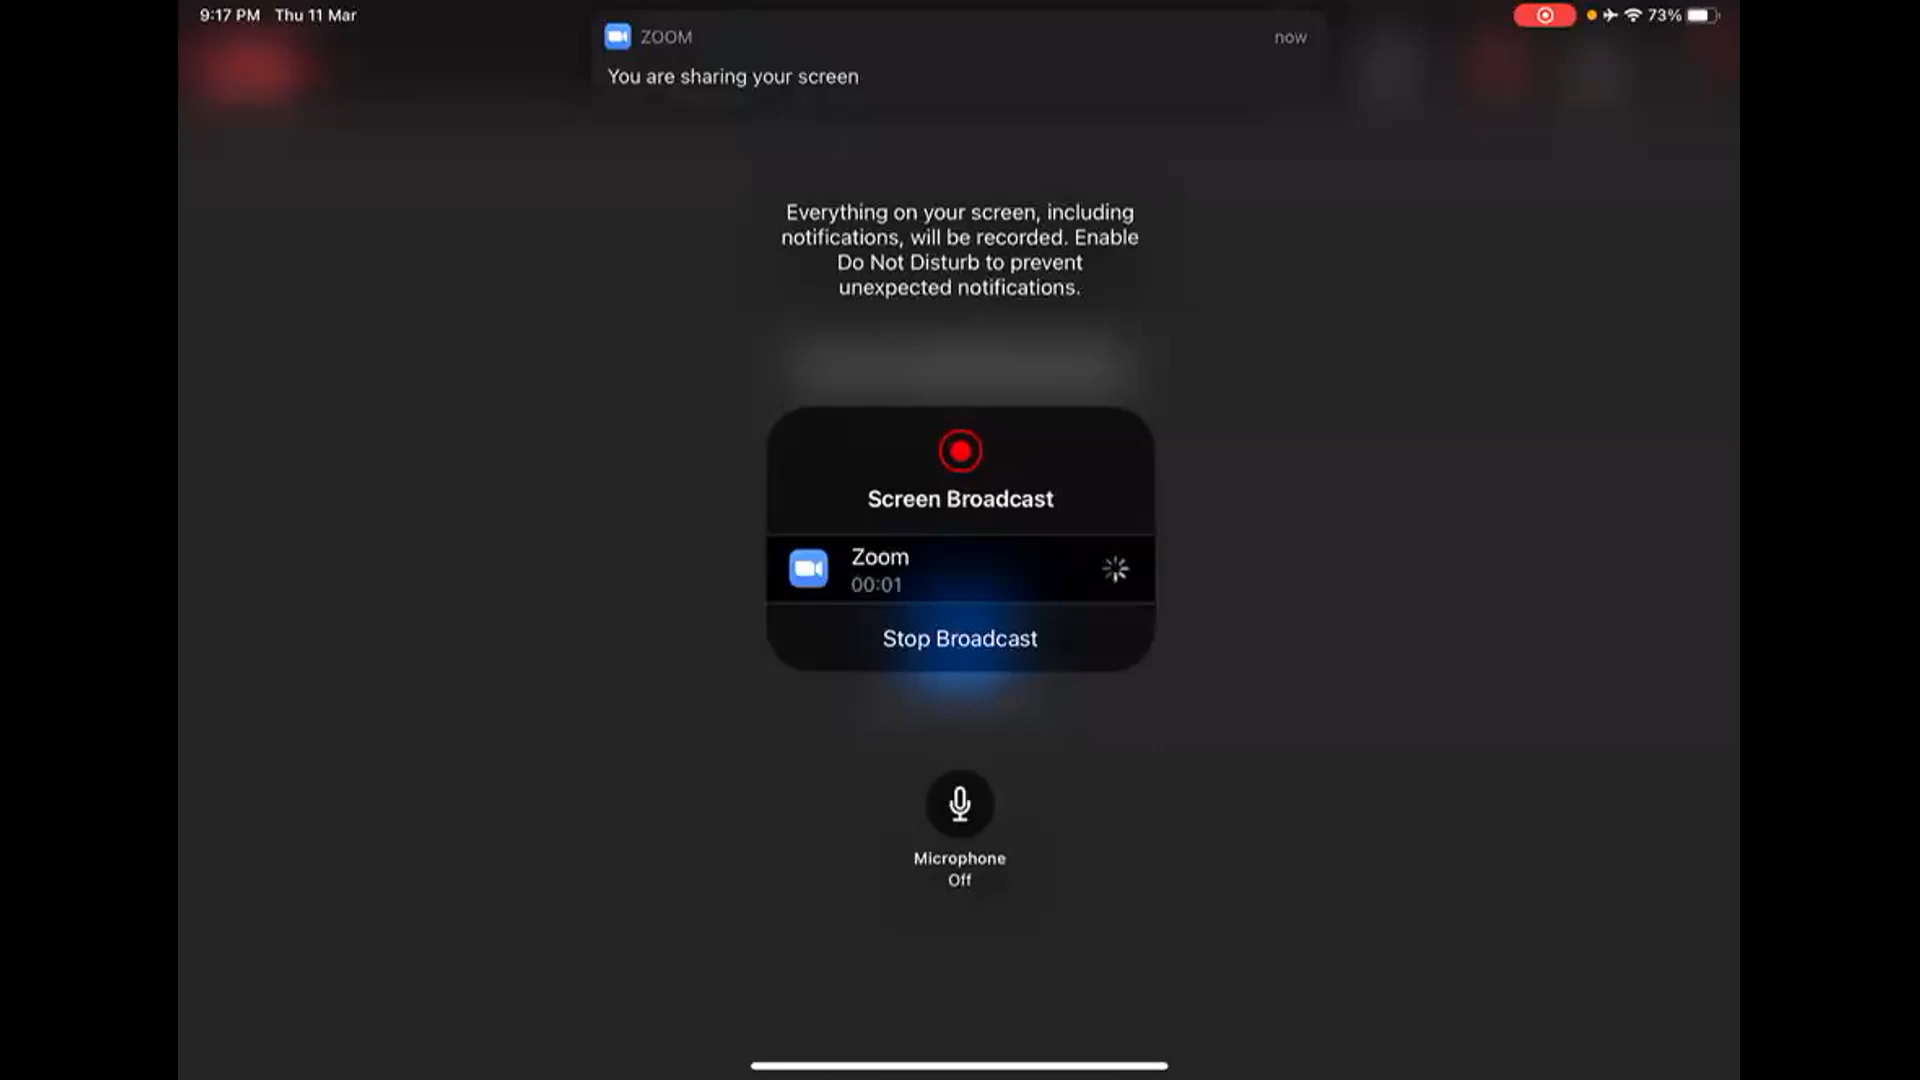 9:17 PM Thu 11 Mar
73%
ZOOM
now
You are sharing your screen
Everything on your screen, including
notifications, will be recorded. Enable
Do Not Disturb to prevent
unexpected notifications.
Screen Broadcast
Zoom
00:01
Stop Broadcast
Microphone
Off